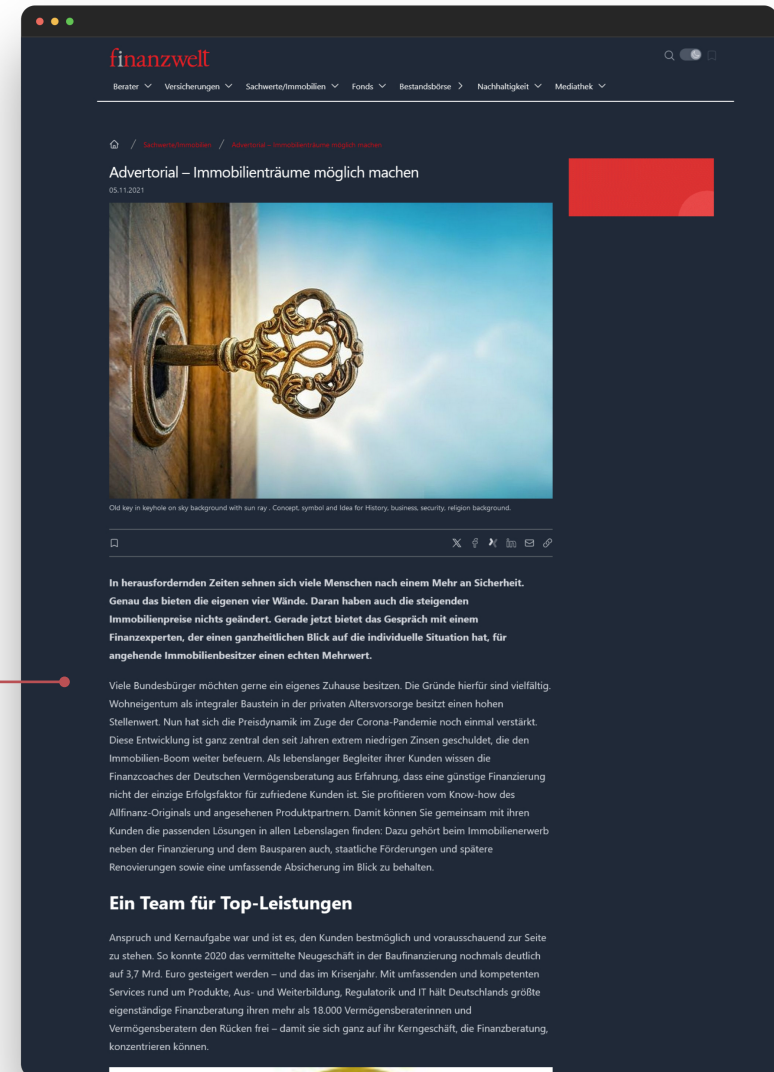 finanzwelt
Berater
Versicherungen
Sachwerte/Immobilien
Fonds
Bestandsbörse
Nachhaltigkeit
Mediathek
/ Sachwerte/Immobilien / Advertorial – Immobilienträume möglich machen
Advertorial – Immobilienträume möglich machen
05.11.2021
Old key in keyhole on sky background with sun ray . Concept, symbol and Idea for History, business, security, religion background.
In herausfordernden Zeiten sehnen sich viele Menschen nach einem Mehr an Sicherheit.
Genau das bieten die eigenen vier Wände. Daran haben auch die steigenden
Immobilienpreise nichts geändert. Gerade jetzt bietet das Gespräch mit einem
Finanzexperten, der einen ganzheitlichen Blick auf die individuelle Situation hat, für
angehende Immobilienbesitzer einen echten Mehrwert.
Viele Bundesbürger möchten gerne ein eigenes Zuhause besitzen. Die Gründe hierfür sind vielfältig.
Wohneigentum als integraler Baustein in der privaten Altersvorsorge besitzt einen hohen
Stellenwert. Nun hat sich die Preisdynamik im Zuge der Corona-Pandemie noch einmal verstärkt.
Diese Entwicklung ist ganz zentral den seit Jahren extrem niedrigen Zinsen geschuldet, die den
Immobilien-Boom weiter befeuern. Als lebenslanger Begleiter ihrer Kunden wissen die
Finanzcoaches der Deutschen Vermögensberatung aus Erfahrung, dass eine günstige Finanzierung
nicht der einzige Erfolgsfaktor für zufriedene Kunden ist. Sie profitieren vom Know-how des
Allfinanz-Originals und angesehenen Produktpartnern. Damit können Sie gemeinsam mit ihren
Kunden die passenden Lösungen in allen Lebenslagen finden: Dazu gehört beim Immobilienerwerb
neben der Finanzierung und dem Bausparen auch, staatliche Förderungen und spätere
Renovierungen sowie eine umfassende Absicherung im Blick zu behalten.
Ein Team für Top-Leistungen
Anspruch und Kernaufgabe war und ist es, den Kunden bestmöglich und vorausschauend zur Seite
zu stehen. So konnte 2020 das vermittelte Neugeschäft in der Baufinanzierung nochmals deutlich
auf 3,7 Mrd. Euro gesteigert werden – und das im Krisenjahr. Mit umfassenden und kompetenten
Services rund um Produkte, Aus- und Weiterbildung, Regulatorik und IT hält Deutschlands größte
eigenständige Finanzberatung ihren mehr als 18.000 Vermögensberaterinnen und
Vermögensberatern den Rücken frei – damit sie sich ganz auf ihr Kerngeschäft, die Finanzberatung,
konzentrieren können.